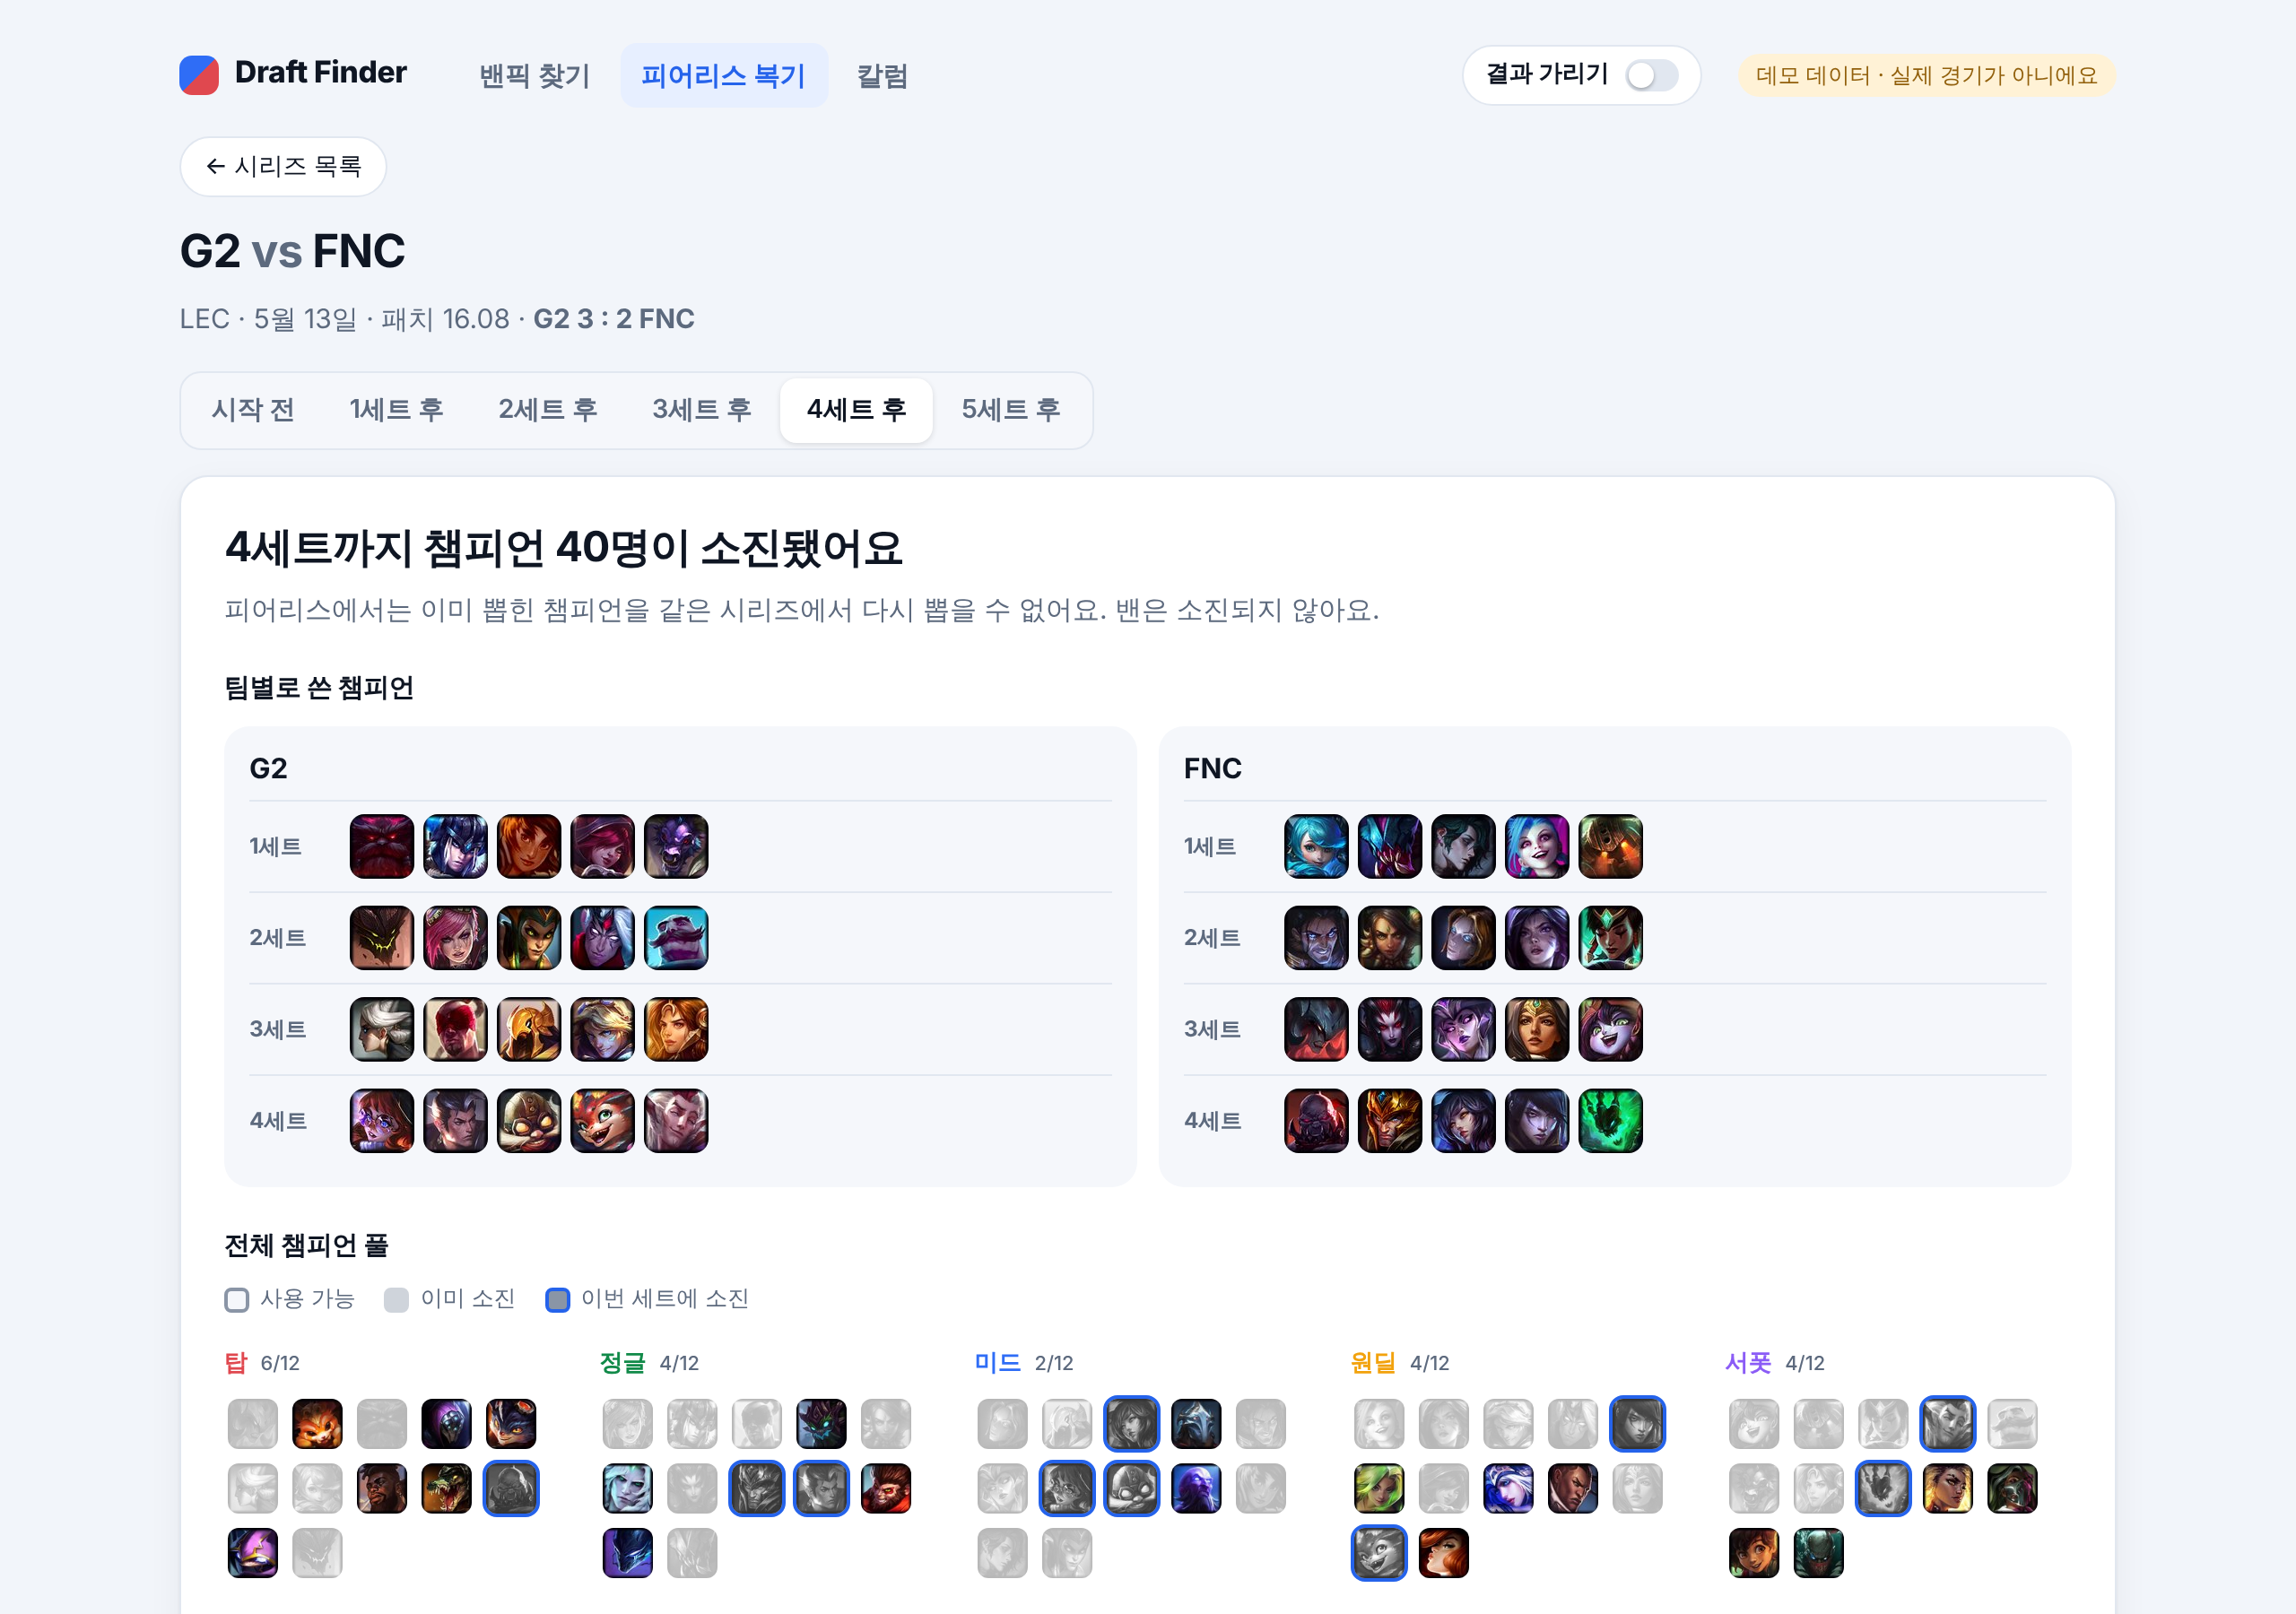 Draft Finder 밴픽 찾기 피어리스 복기 칼럼 결과 가리기 데모 데이터 · 실제 경기가 아니에요
← 시리즈 목록
G2 vs FNC
LEC · 5월 13일 · 패치 16.08 · G2 3 : 2 FNC
시작 전 1세트 후 2세트 후 3세트 후 4세트 후 5세트 후
4세트까지 챔피언 40명이 소진됐어요
피어리스에서는 이미 뽑힌 챔피언을 같은 시리즈에서 다시 뽑을 수 없어요. 밴은 소진되지 않아요.
팀별로 쓴 챔피언
G2
1세트
2세트
3세트
4세트
FNC
1세트
2세트
3세트
4세트
전체 챔피언 풀
사용 가능 이미 소진 이번 세트에 소진
탑 6/12 정글 4/12 미드 2/12 원딜 4/12 서폿 4/12